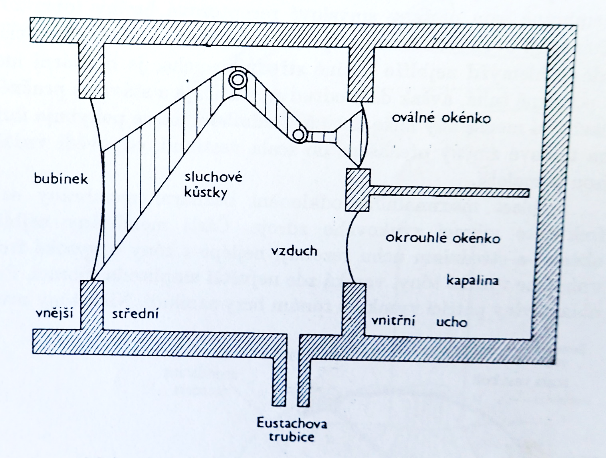 oválné okénko
bubínek
sluchové
kůstky
vzduch
okrouhlé okénko
kapalina
vnější
střední
vnitřní ucho
Eustachova
trubice